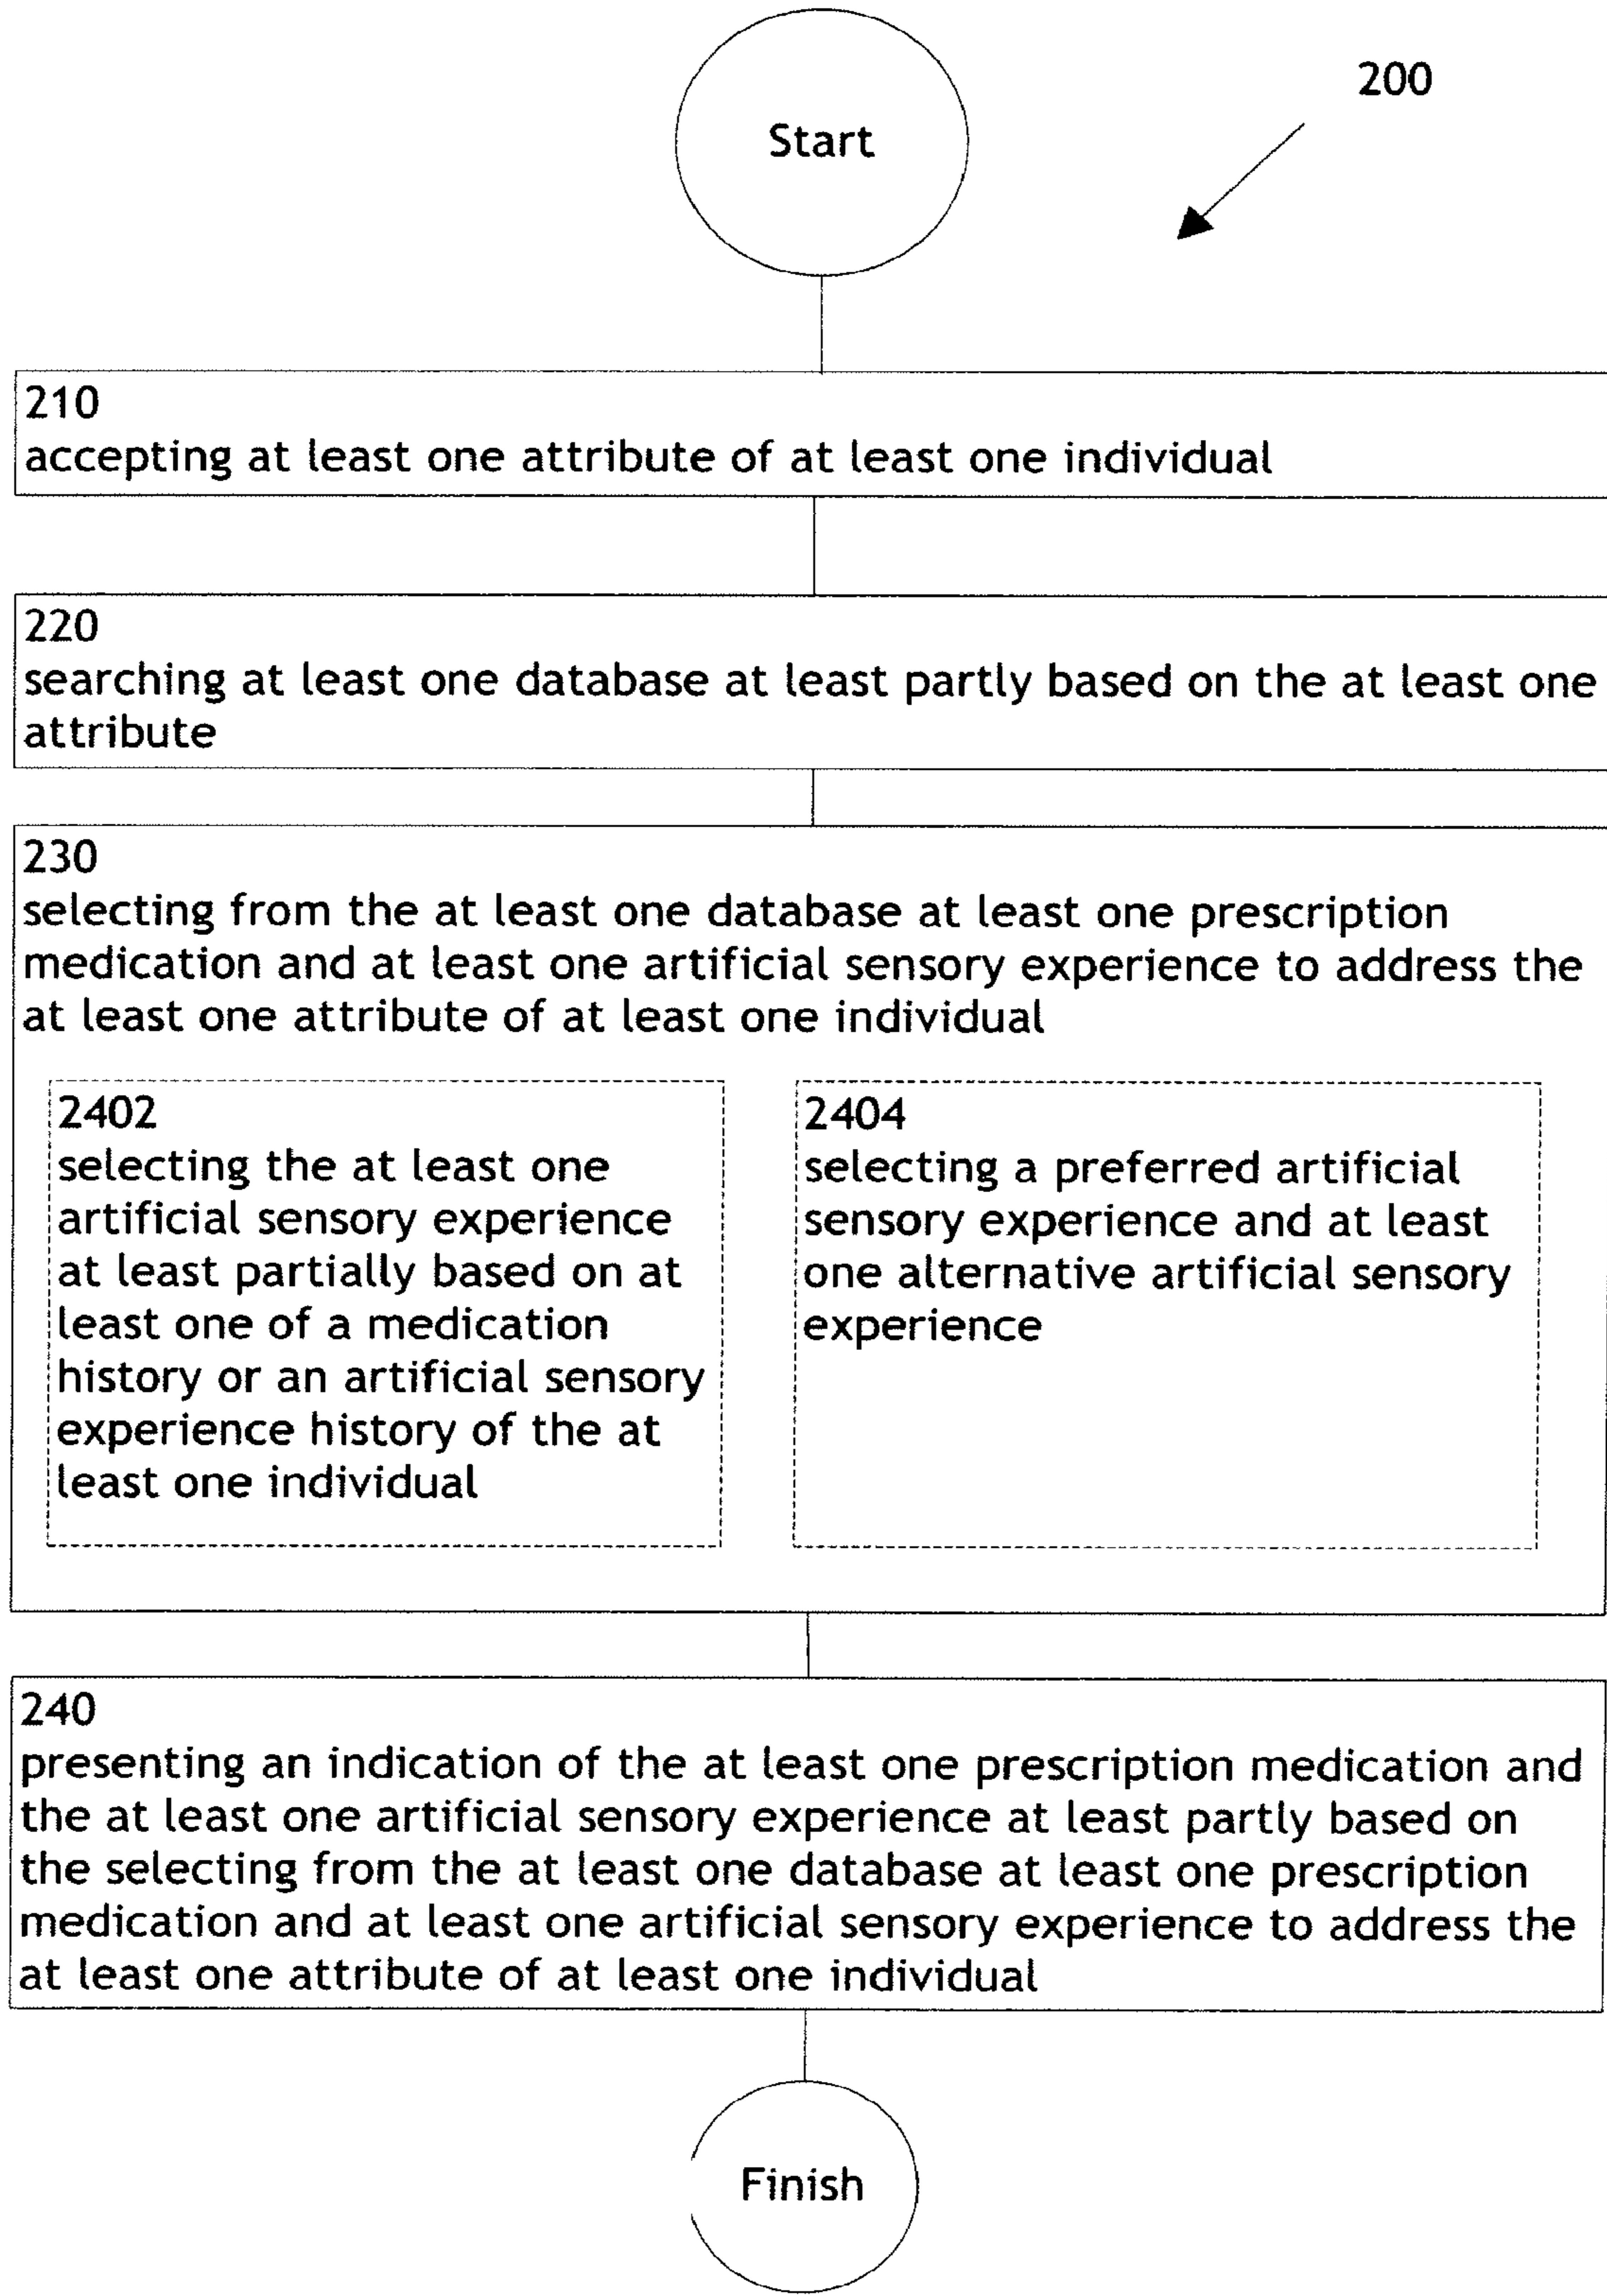 200
Start
210
accepting at least one attribute of at least one individual
220
searching at least one database at least partly based on the at least one
attribute
230
selecting from the at least one database at least one prescription
medication and at least one artificial sensory experience to address the
at least one attribute of at least one individual
2402
selecting the at least one
artificial sensory experience
at least partially based on at
least one of a medication
history or an artificial sensory
experience history of the at
least one individual
2404
selecting a preferred artificial
sensory experience and at least
one alternative artificial sensory
experience
240
presenting an indication of the at least one prescription medication and
the at least one artificial sensory experience at least partly based on
the selecting from the at least one database at least one prescription
medication and at least one artificial sensory experience to address the
at least one attribute of at least one individual
Finish